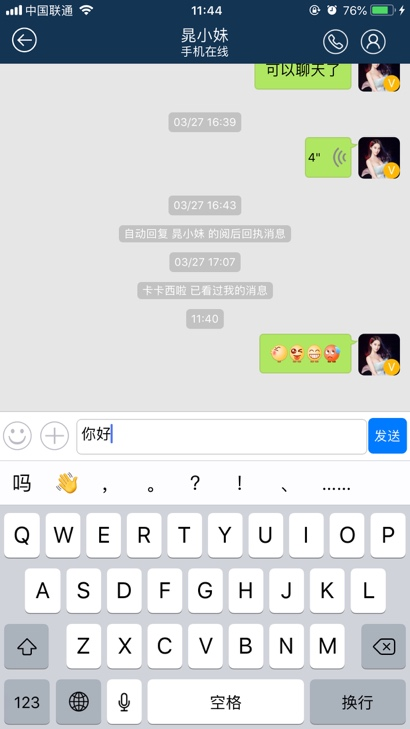 中国联通 11:44 76%
晁小妹
手机在线
可以聊天了
V
03/27 16:39
4"
V
03/27 16:43
自动回复 晁小妹 的阅后回执消息
03/27 17:07
卡卡西啦 已看过我的消息
11:40
V
你好 发送
吗 👋 ， 。 ？ ！ 、 ……
Q W E R T Y U I O P
A S D F G H J K L
Z X C V B N M
123 空格 换行